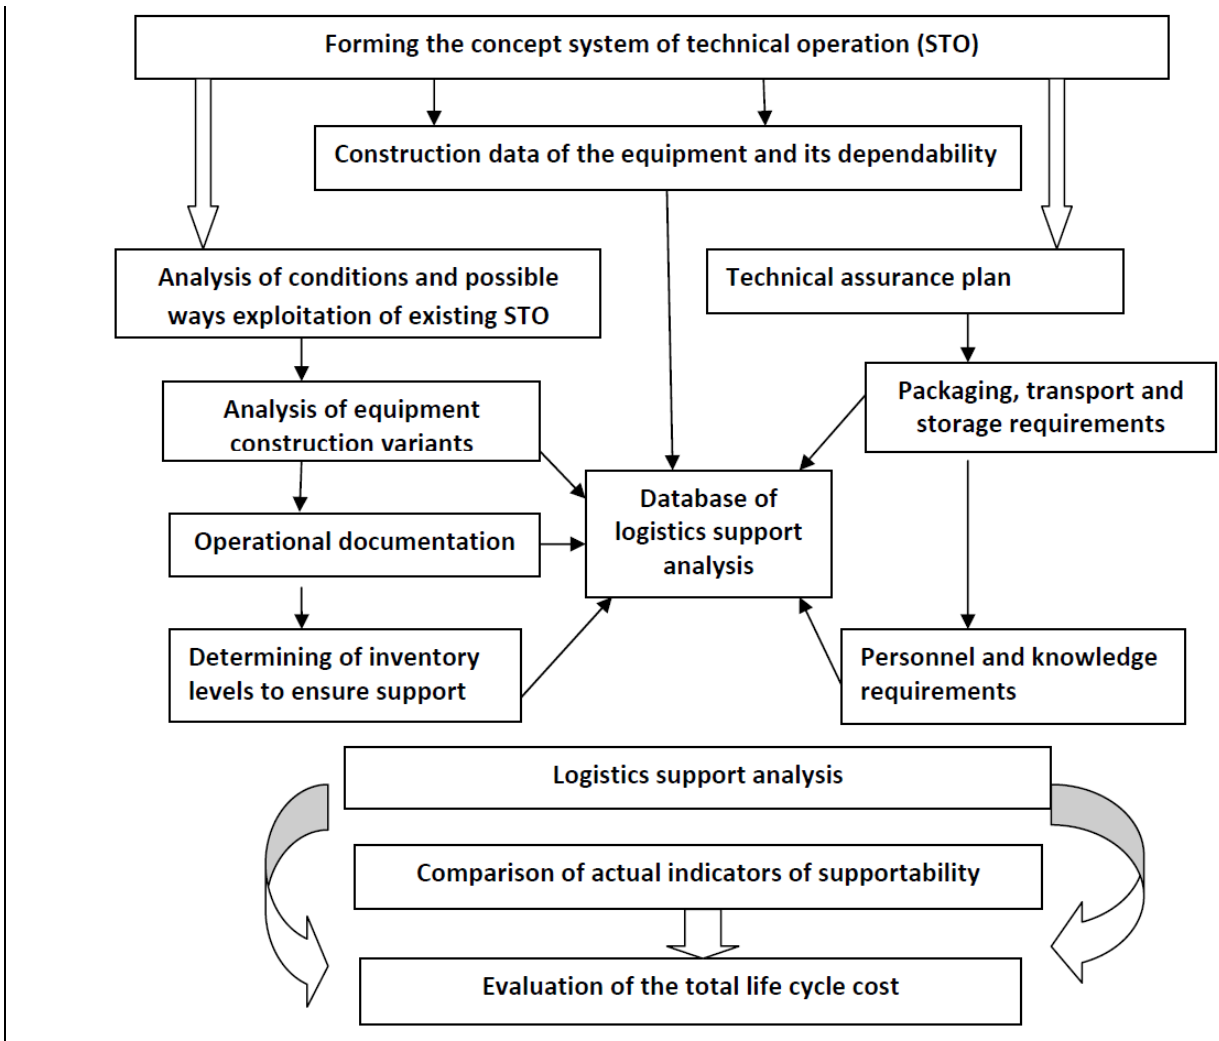 Forming the concept system of technical operation (STO)
Construction data of the equipment and its dependability
Analysis of conditions and possible
ways exploitation of existing STO
Technical assurance plan
Analysis of equipment
construction variants
Packaging, transport and
storage requirements
Database of
logistics support
analysis
Operational documentation
Determining of inventory
levels to ensure support
Personnel and knowledge
requirements
Logistics support analysis
Comparison of actual indicators of supportability
Evaluation of the total life cycle cost